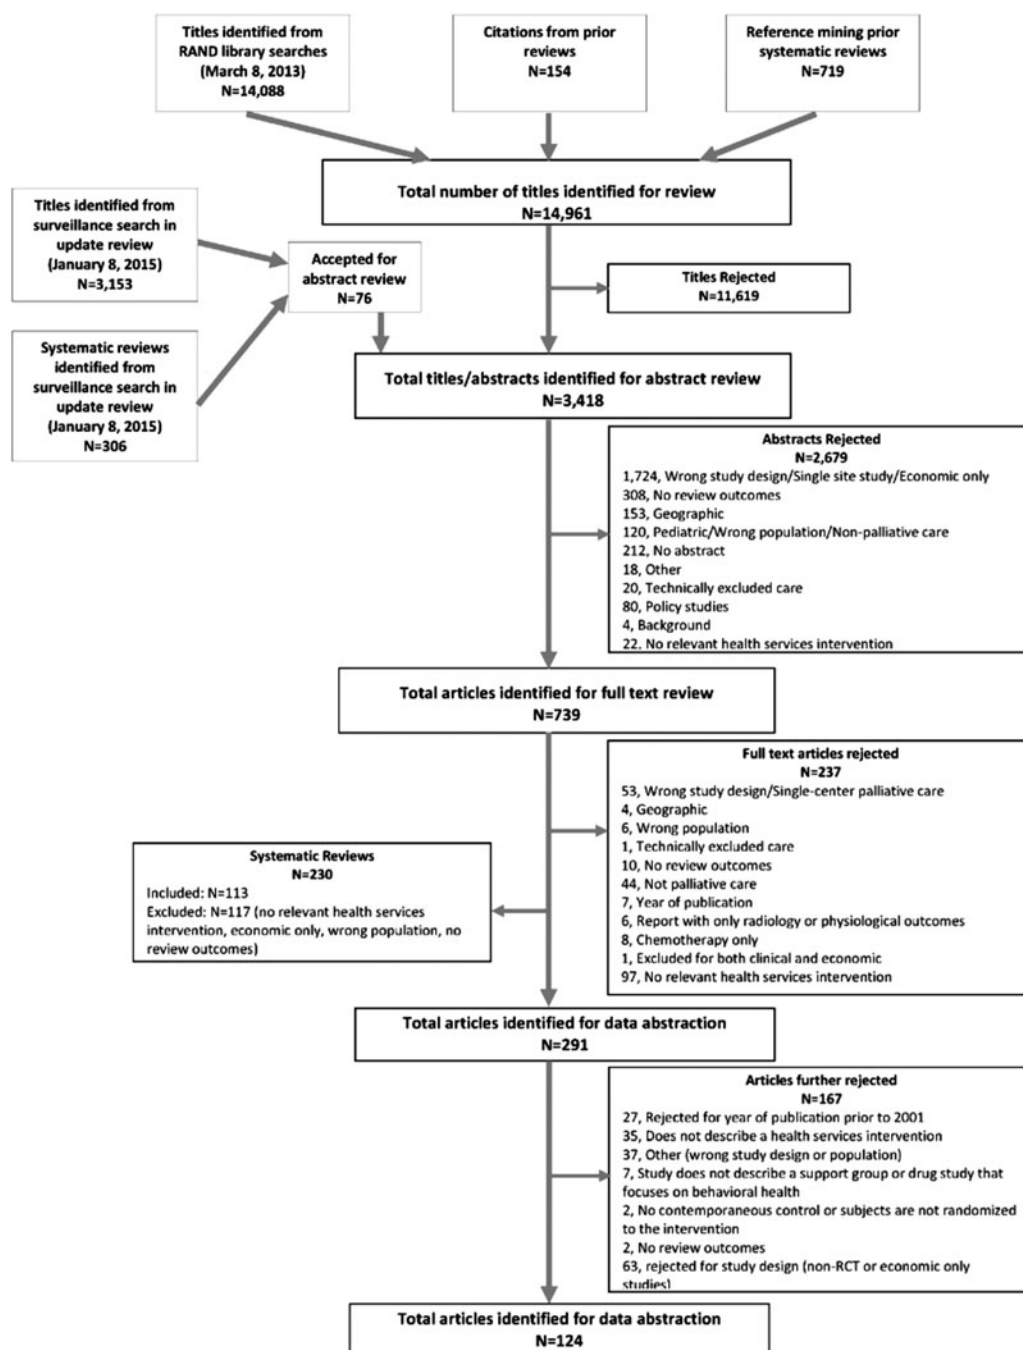 Titles identified from
RAND library searches
(March 8, 2013)
N=14,088
Citations from prior
reviews
N=154
Reference mining prior
systematic reviews
N=719
Total number of titles identified for review
N=14,961
Titles identified from
surveillance search in
update review
(January 8, 2015)
N=3,153
Accepted for
abstract review
N=76
Titles Rejected
N=11,619
Systematic reviews
identified from
surveillance search in
update review
(January 8, 2015)
N=306
Total titles/abstracts identified for abstract review
N=3,418
Abstracts Rejected
N=2,679
1,724, Wrong study design/Single site study/Economic only
308, No review outcomes
153, Geographic
120, Pediatric/Wrong population/Non-palliative care
212, No abstract
18, Other
20, Technically excluded care
80, Policy studies
4, Background
22, No relevant health services intervention
Total articles identified for full text review
N=739
Full text articles rejected
N=237
53, Wrong study design/Single-center palliative care
4, Geographic
6, Wrong population
1, Technically excluded care
10, No review outcomes
44, Not palliative care
7, Year of publication
6, Report with only radiology or physiological outcomes
8, Chemotherapy only
1, Excluded for both clinical and economic
97, No relevant health services intervention
Systematic Reviews
N=230
Included: N=113
Excluded: N=117 (no relevant health services
intervention, economic only, wrong population, no
review outcomes)
Total articles identified for data abstraction
N=291
Articles further rejected
N=167
27, Rejected for year of publication prior to 2001
35, Does not describe a health services intervention
37, Other (wrong study design or population)
7, Study does not describe a support group or drug study that
focuses on behavioral health
2, No contemporaneous control or subjects are not randomized
to the intervention
2, No review outcomes
63, rejected for study design (non-RCT or economic only
studies)
Total articles identified for data abstraction
N=124